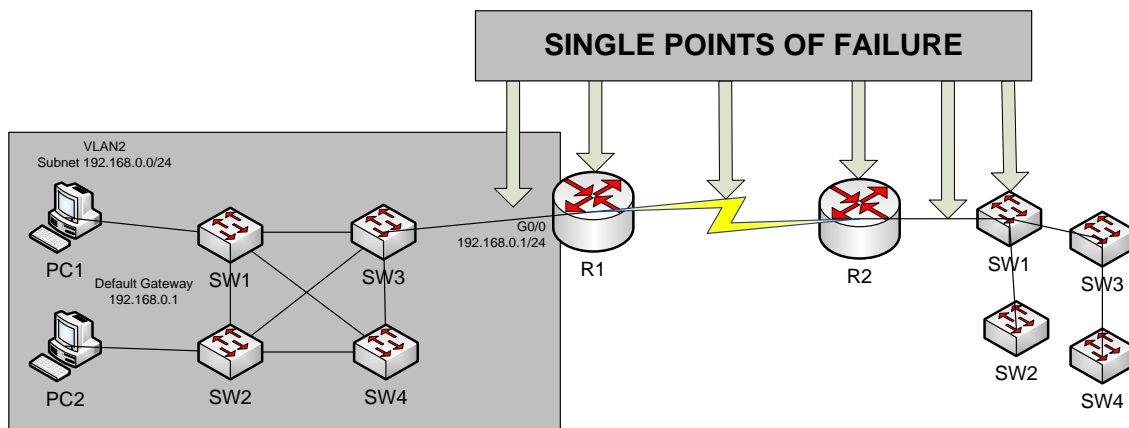 SINGLE POINTS OF FAILURE
VLAN2
Subnet 192.168.0.0/24
PC1
SW1
SW3
G0/0
192.168.0.1/24
R1
R2
SW1
SW3
Default Gateway
192.168.0.1
PC2
SW2
SW4
SW2
SW4